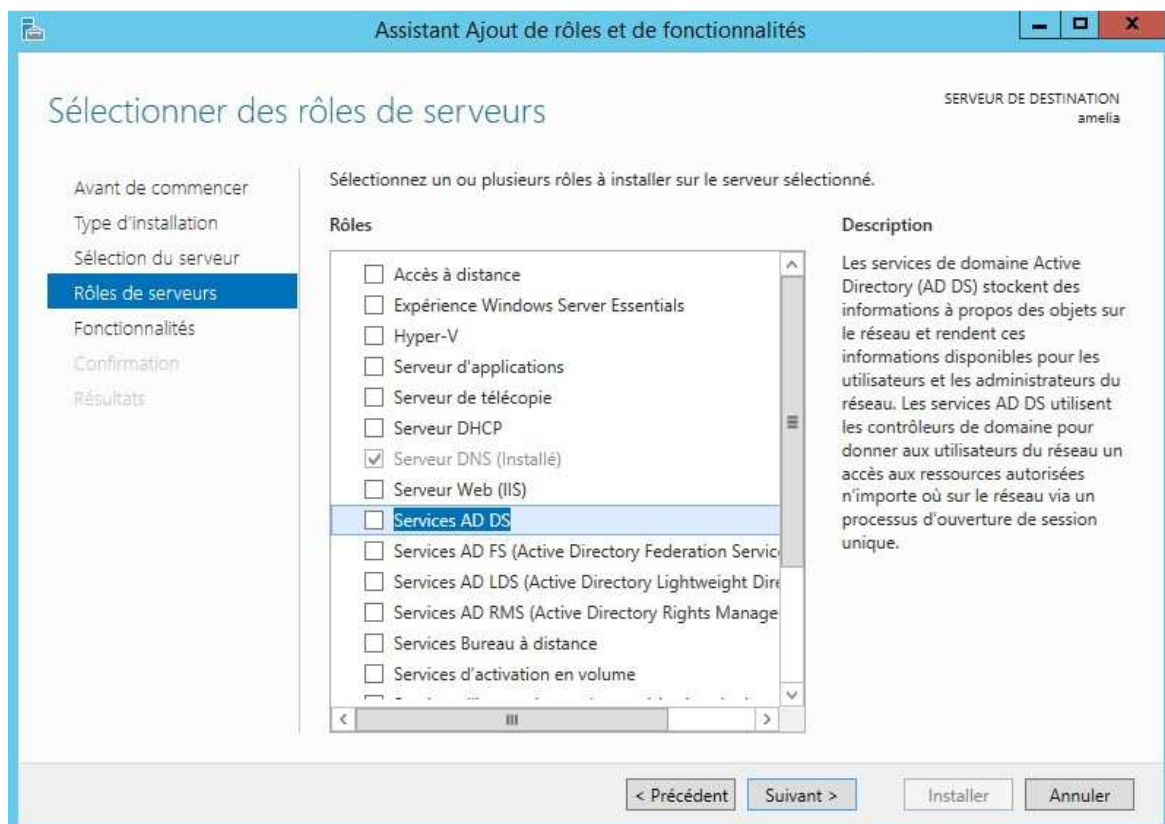 Assistant Ajout de rôles et de fonctionnalités
Sélectionner des rôles de serveurs
SERVEUR DE DESTINATION
amelia
Avant de commencer
Type d'installation
Sélection du serveur
Rôles de serveurs
Fonctionnalités
Confirmation
Résultats
Sélectionnez un ou plusieurs rôles à installer sur le serveur sélectionné.
Rôles
Accès à distance
Expérience Windows Server Essentials
Hyper-V
Serveur d'applications
Serveur de télécopie
Serveur DHCP
Serveur DNS (Installé)
Serveur Web (IIS)
Services AD DS
Services AD FS (Active Directory Federation Servic
Services AD LDS (Active Directory Lightweight Dire
Services AD RMS (Active Directory Rights Manage
Services Bureau à distance
Services d'activation en volume
Description
Les services de domaine Active
Directory (AD DS) stockent des
informations à propos des objets sur
le réseau et rendent ces
informations disponibles pour les
utilisateurs et les administrateurs du
réseau. Les services AD DS utilisent
les contrôleurs de domaine pour
donner aux utilisateurs du réseau un
accès aux ressources autorisées
n'importe où sur le réseau via un
processus d'ouverture de session
unique.
< Précédent
Suivant >
Installer
Annuler